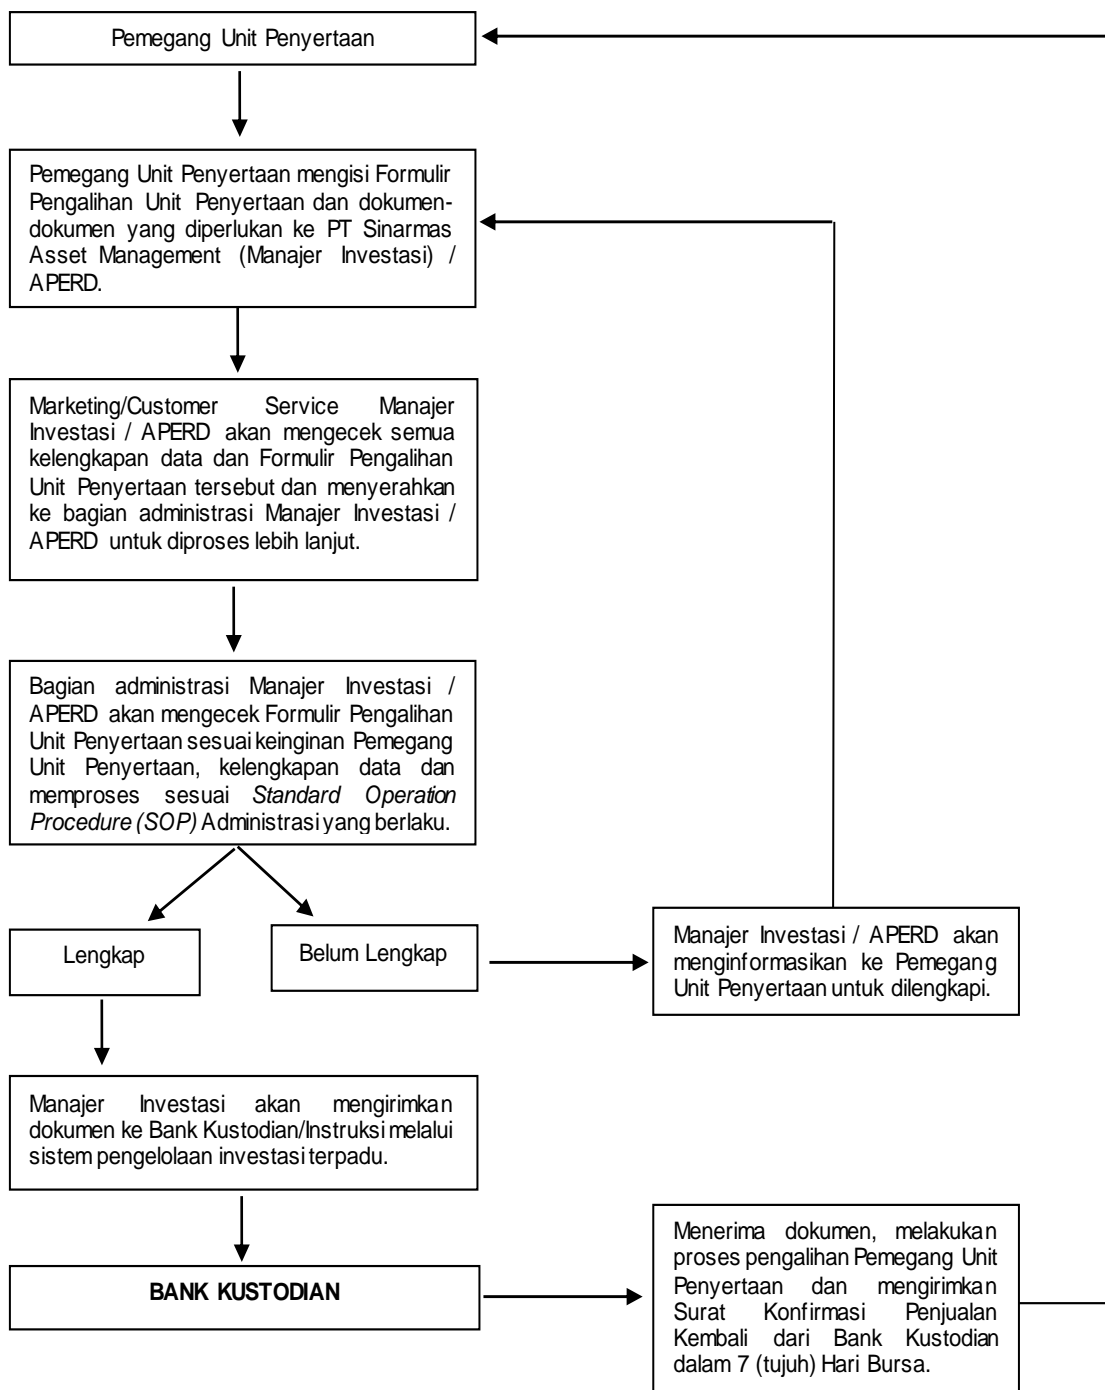 Pemegang Unit Penyertaan
Pemegang Unit Penyertaan mengisi Formulir
Pengalihan Unit Penyertaan dan dokumen-
dokumen yang diperlukan ke PT Sinarmas
Asset Management (Manajer Investasi) /
APERD.
Marketing/Customer Service Manajer
Investasi / APERD akan mengecek semua
kelengkapan data dan Formulir Pengalihan
Unit Penyertaan tersebut dan menyerahkan
ke bagian administrasi Manajer Investasi /
APERD untuk diproses lebih lanjut.
Bagian administrasi Manajer Investasi /
APERD akan mengecek Formulir Pengalihan
Unit Penyertaan sesuai keinginan Pemegang
Unit Penyertaan, kelengkapan data dan
memproses sesuai Standard Operation
Procedure (SOP) Administrasi yang berlaku.
Lengkap
Belum Lengkap
Manajer Investasi / APERD akan
menginformasikan ke Pemegang
Unit Penyertaan untuk dilengkapi.
Manajer Investasi akan mengirimkan
dokumen ke Bank Kustodian/Instruksi melalui
sistem pengelolaan investasi terpadu.
BANK KUSTODIAN
Menerima dokumen, melakukan
proses pengalihan Pemegang Unit
Penyertaan dan mengirimkan
Surat Konfirmasi Penjualan
Kembali dari Bank Kustodian
dalam 7 (tujuh) Hari Bursa.